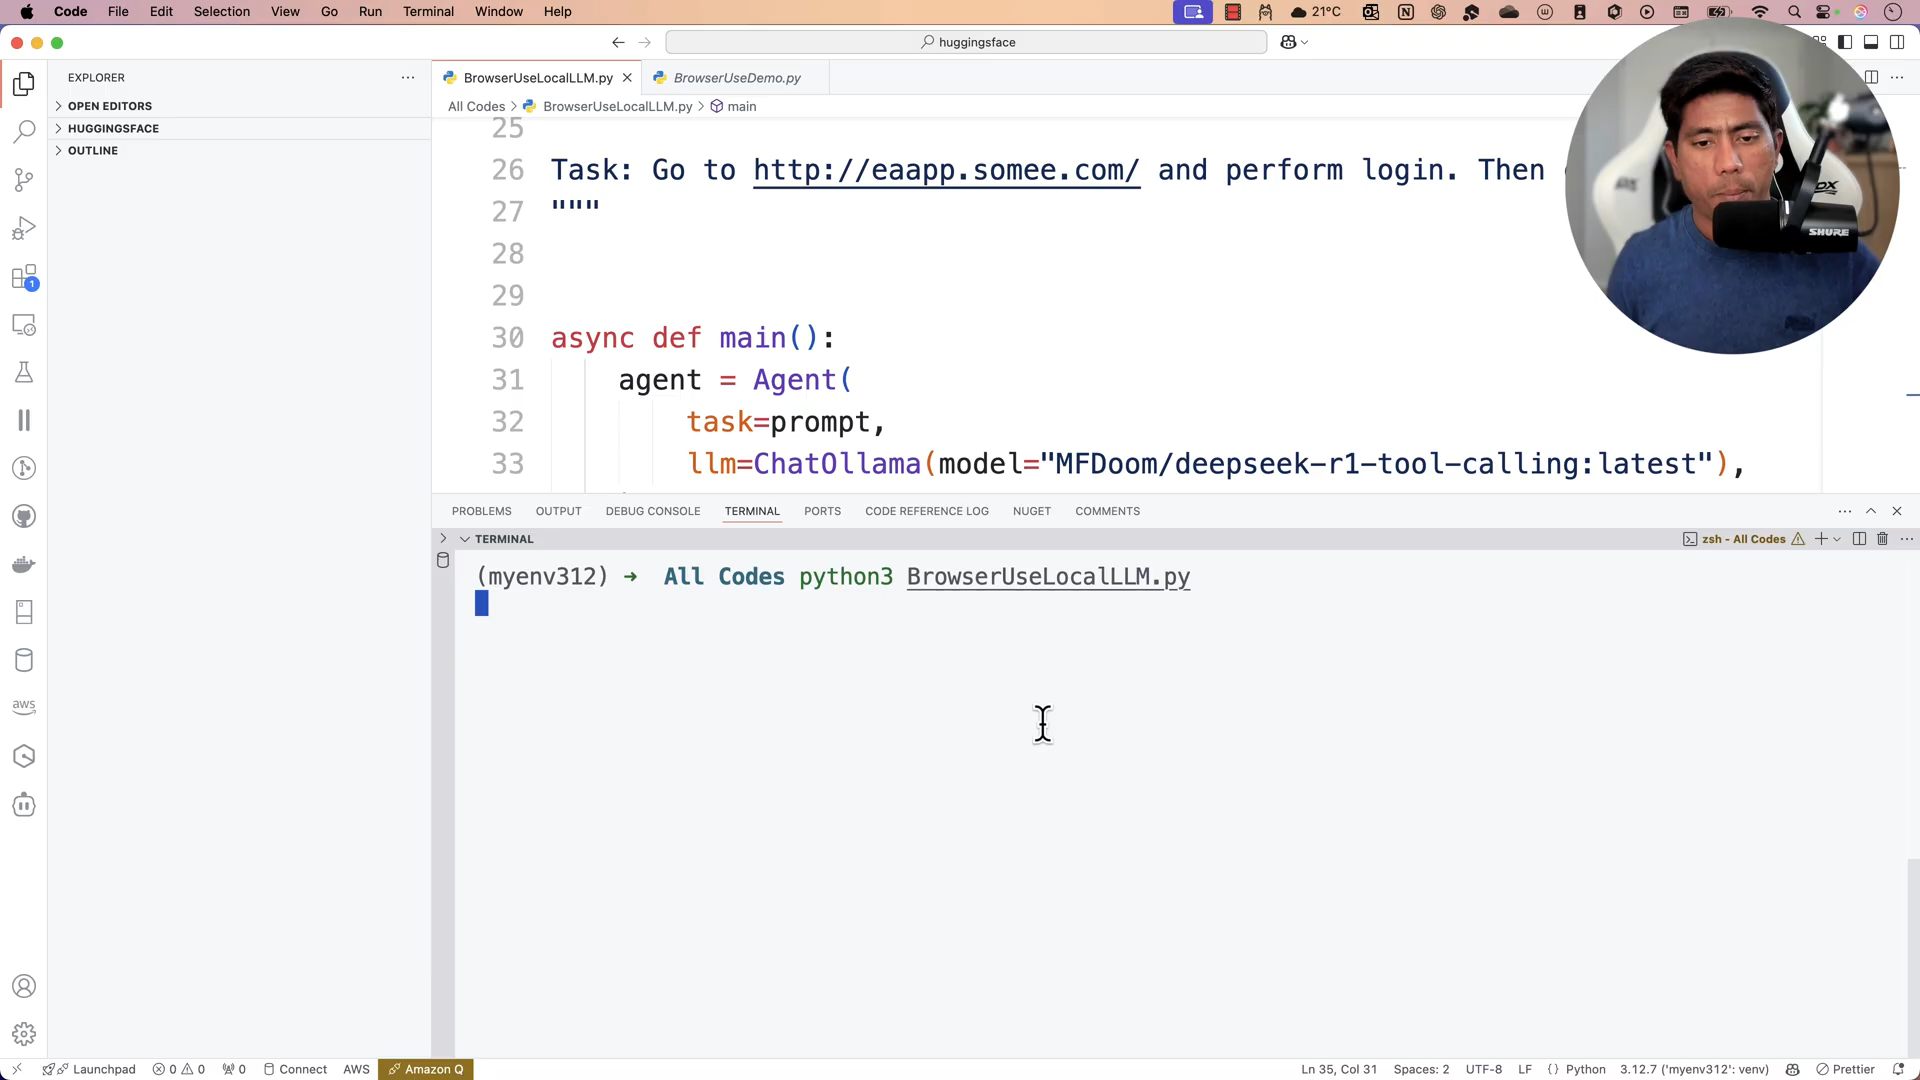 Code File Edit Selection View Go Run Terminal Window Help 21°C
huggingsface
EXPLORER
OPEN EDITORS
HUGGINGSFACE
OUTLINE
BrowserUseLocalLLM.py
BrowserUseDemo.py
All Codes > BrowserUseLocalLLM.py > main
25
26 Task: Go to http://eaapp.somee.com/ and perform login. Then
27 """
28
29
30 async def main():
31 agent = Agent(
32 task=prompt,
33 llm=ChatOllama(model="MFDoom/deepseek-r1-tool-calling:latest"),
PROBLEMS OUTPUT DEBUG CONSOLE TERMINAL PORTS CODE REFERENCE LOG NUGET COMMENTS
TERMINAL
zsh - All Codes
(myenv312) → All Codes python3 BrowserUseLocalLLM.py
SHURE
1
aws
Launchpad 0 0 0 Connect AWS Amazon Q
Ln 35, Col 31 Spaces: 2 UTF-8 LF {} Python 3.12.7 ('myenv312': venv) Prettier